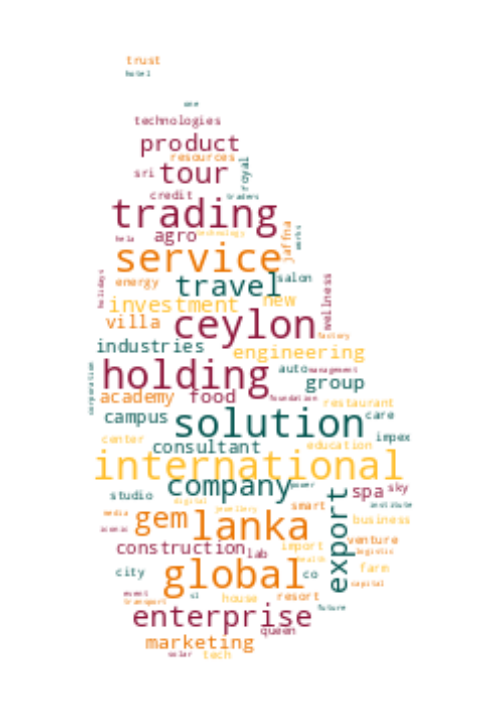 trust
hotel
one
technologies
product
resources
sri tour royal
credit traders
trading
hela agro technology jaffna works
service
energy travel salon
holidays investment new wellness
villa ceylon factory
industries engineering
holding auto management
corporation group
academy food foundation restaurant
campus solution care
center consultant education impex
international
company power spa sky
studio digital smart export institute
media gem lanka jewellery business
iconic
construction lab import venture
health logistic
city global co farm
capital
event sl house resort
transport future
enterprise
queen
marketing
solar tech